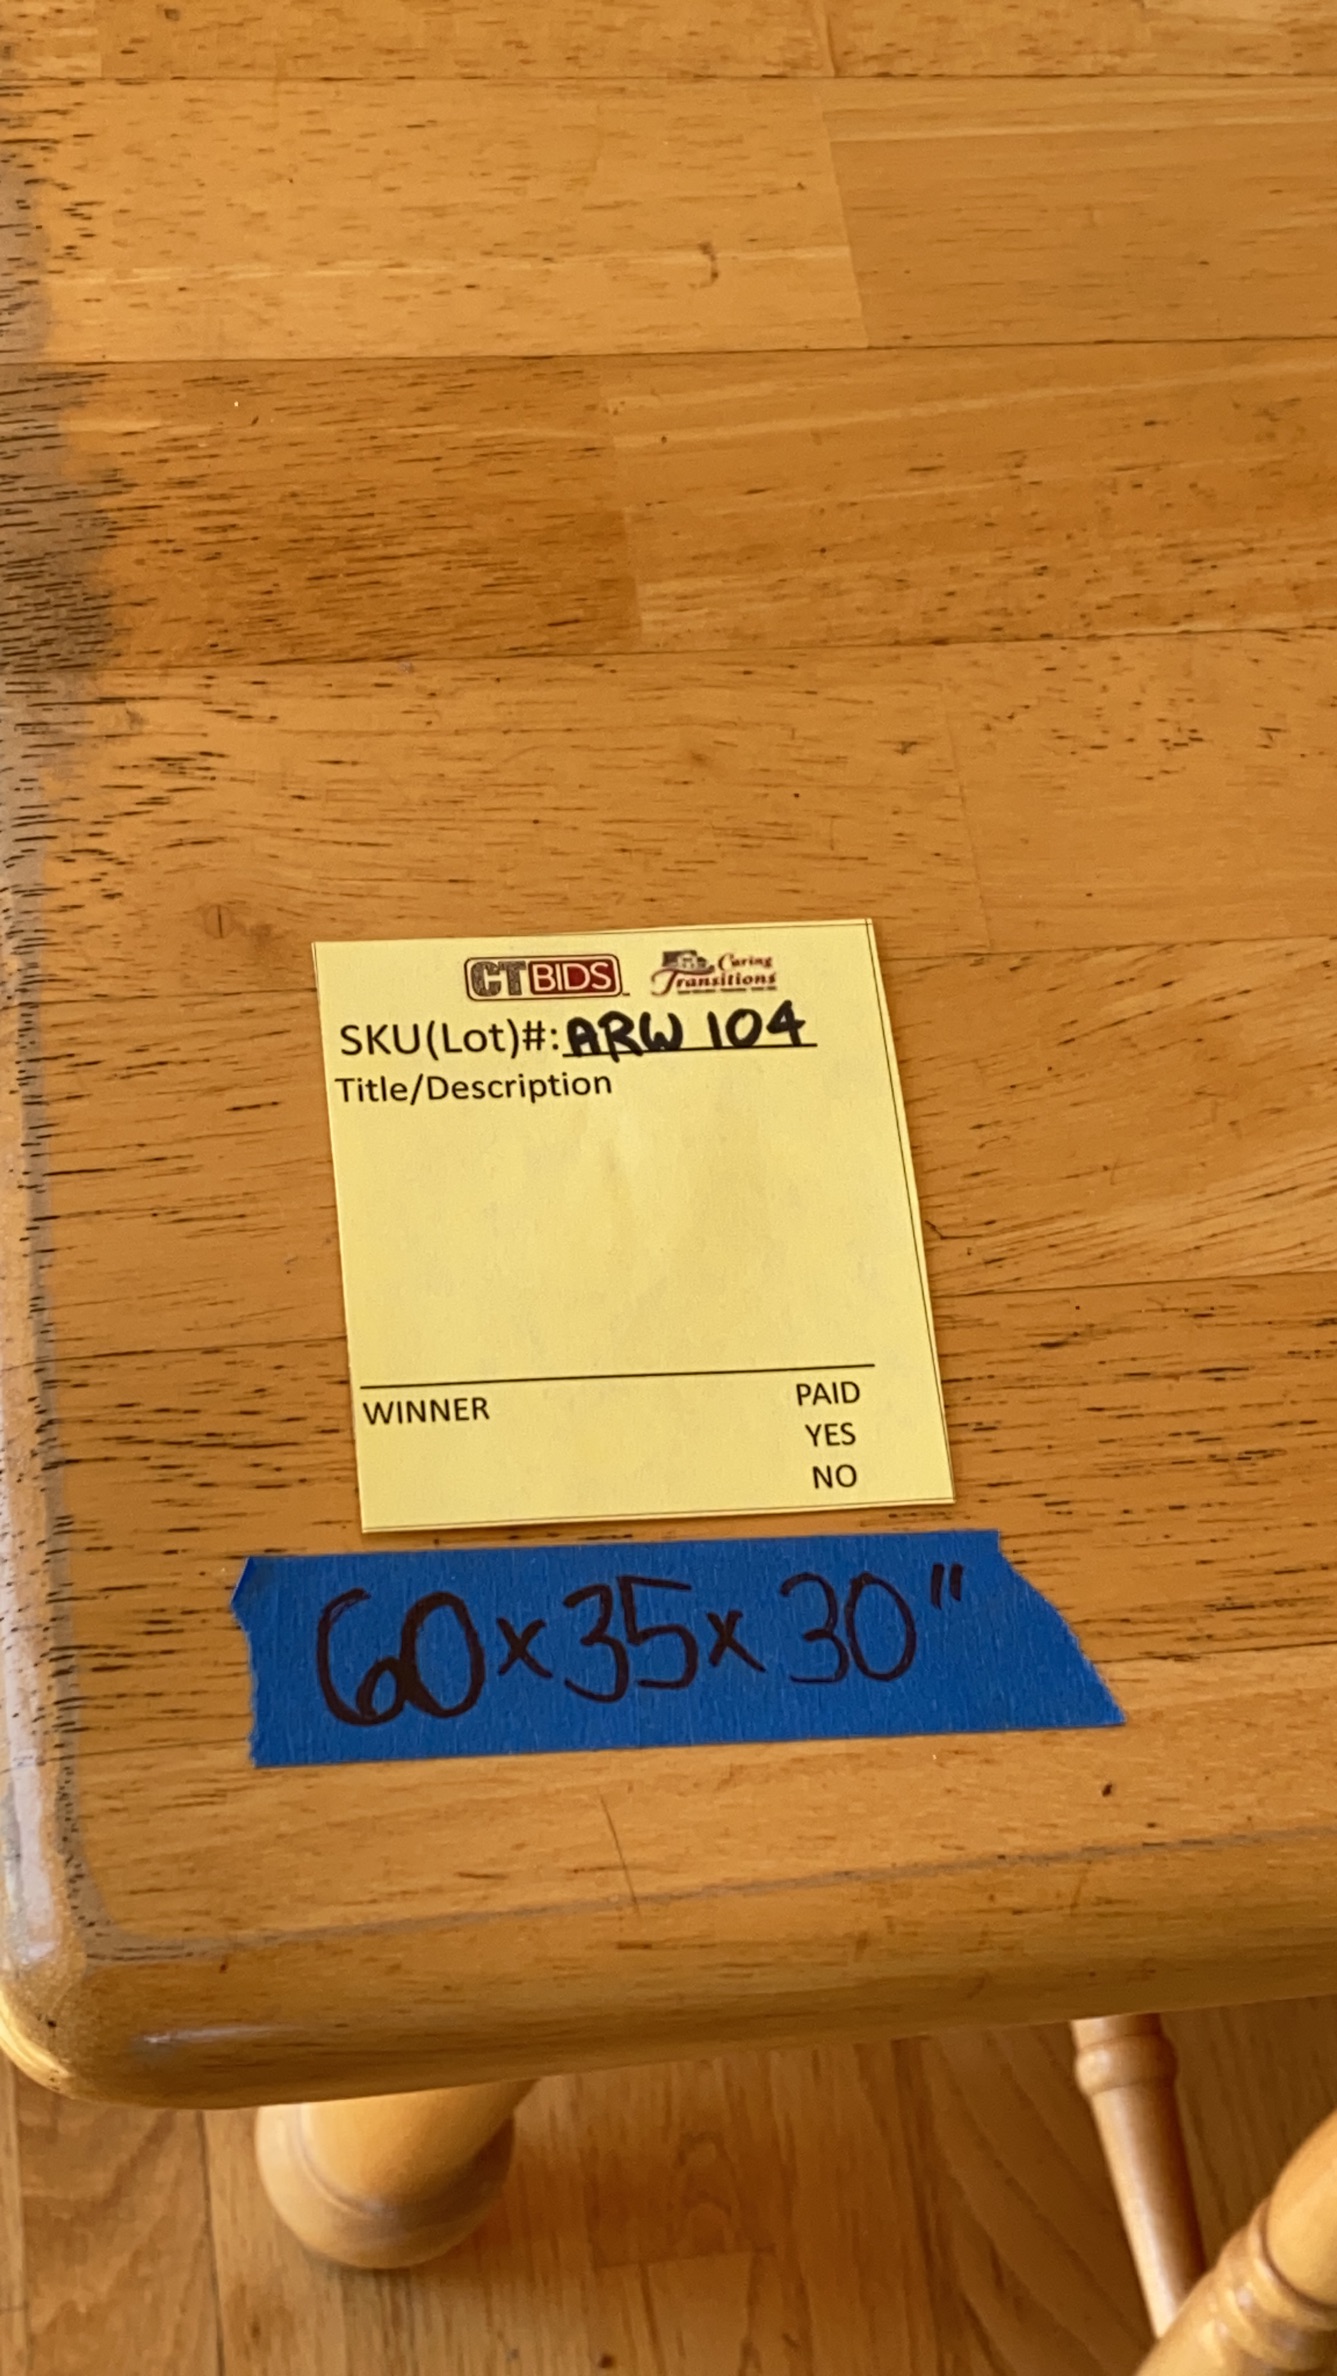 CTBIDS Caring Transitions
SKU(Lot)#: ARW 104
Title/Description
WINNER PAID
YES
NO
60x35x30"